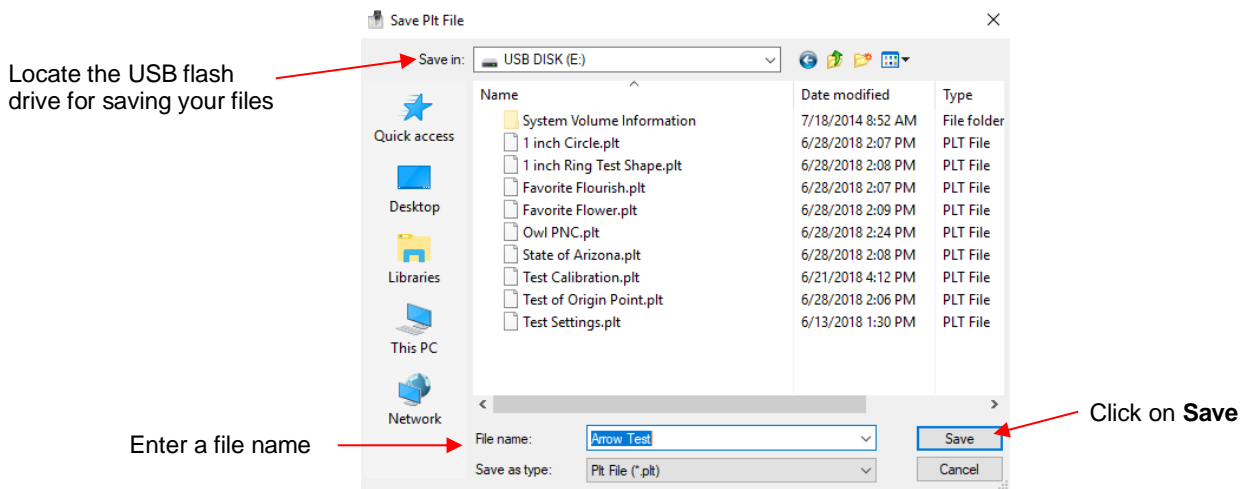 Save Plt File
Save in: USB DISK (E:)
Locate the USB flash
drive for saving your files
Quick access
Desktop
Libraries
This PC
Network
Name Date modified Type
System Volume Information 7/18/2014 8:52 AM File folder
1 inch Circle.plt 6/28/2018 2:07 PM PLT File
1 inch Ring Test Shape.plt 6/28/2018 2:08 PM PLT File
Favorite Flourish.plt 6/28/2018 2:07 PM PLT File
Favorite Flower.plt 6/28/2018 2:09 PM PLT File
Owl PNC.plt 6/28/2018 2:24 PM PLT File
State of Arizona.plt 6/28/2018 2:08 PM PLT File
Test Calibration.plt 6/21/2018 4:12 PM PLT File
Test of Origin Point.plt 6/28/2018 2:06 PM PLT File
Test Settings.plt 6/13/2018 1:30 PM PLT File
Click on Save
Enter a file name
File name: Arrow Test Save
Save as type: Plt File (*.plt) Cancel